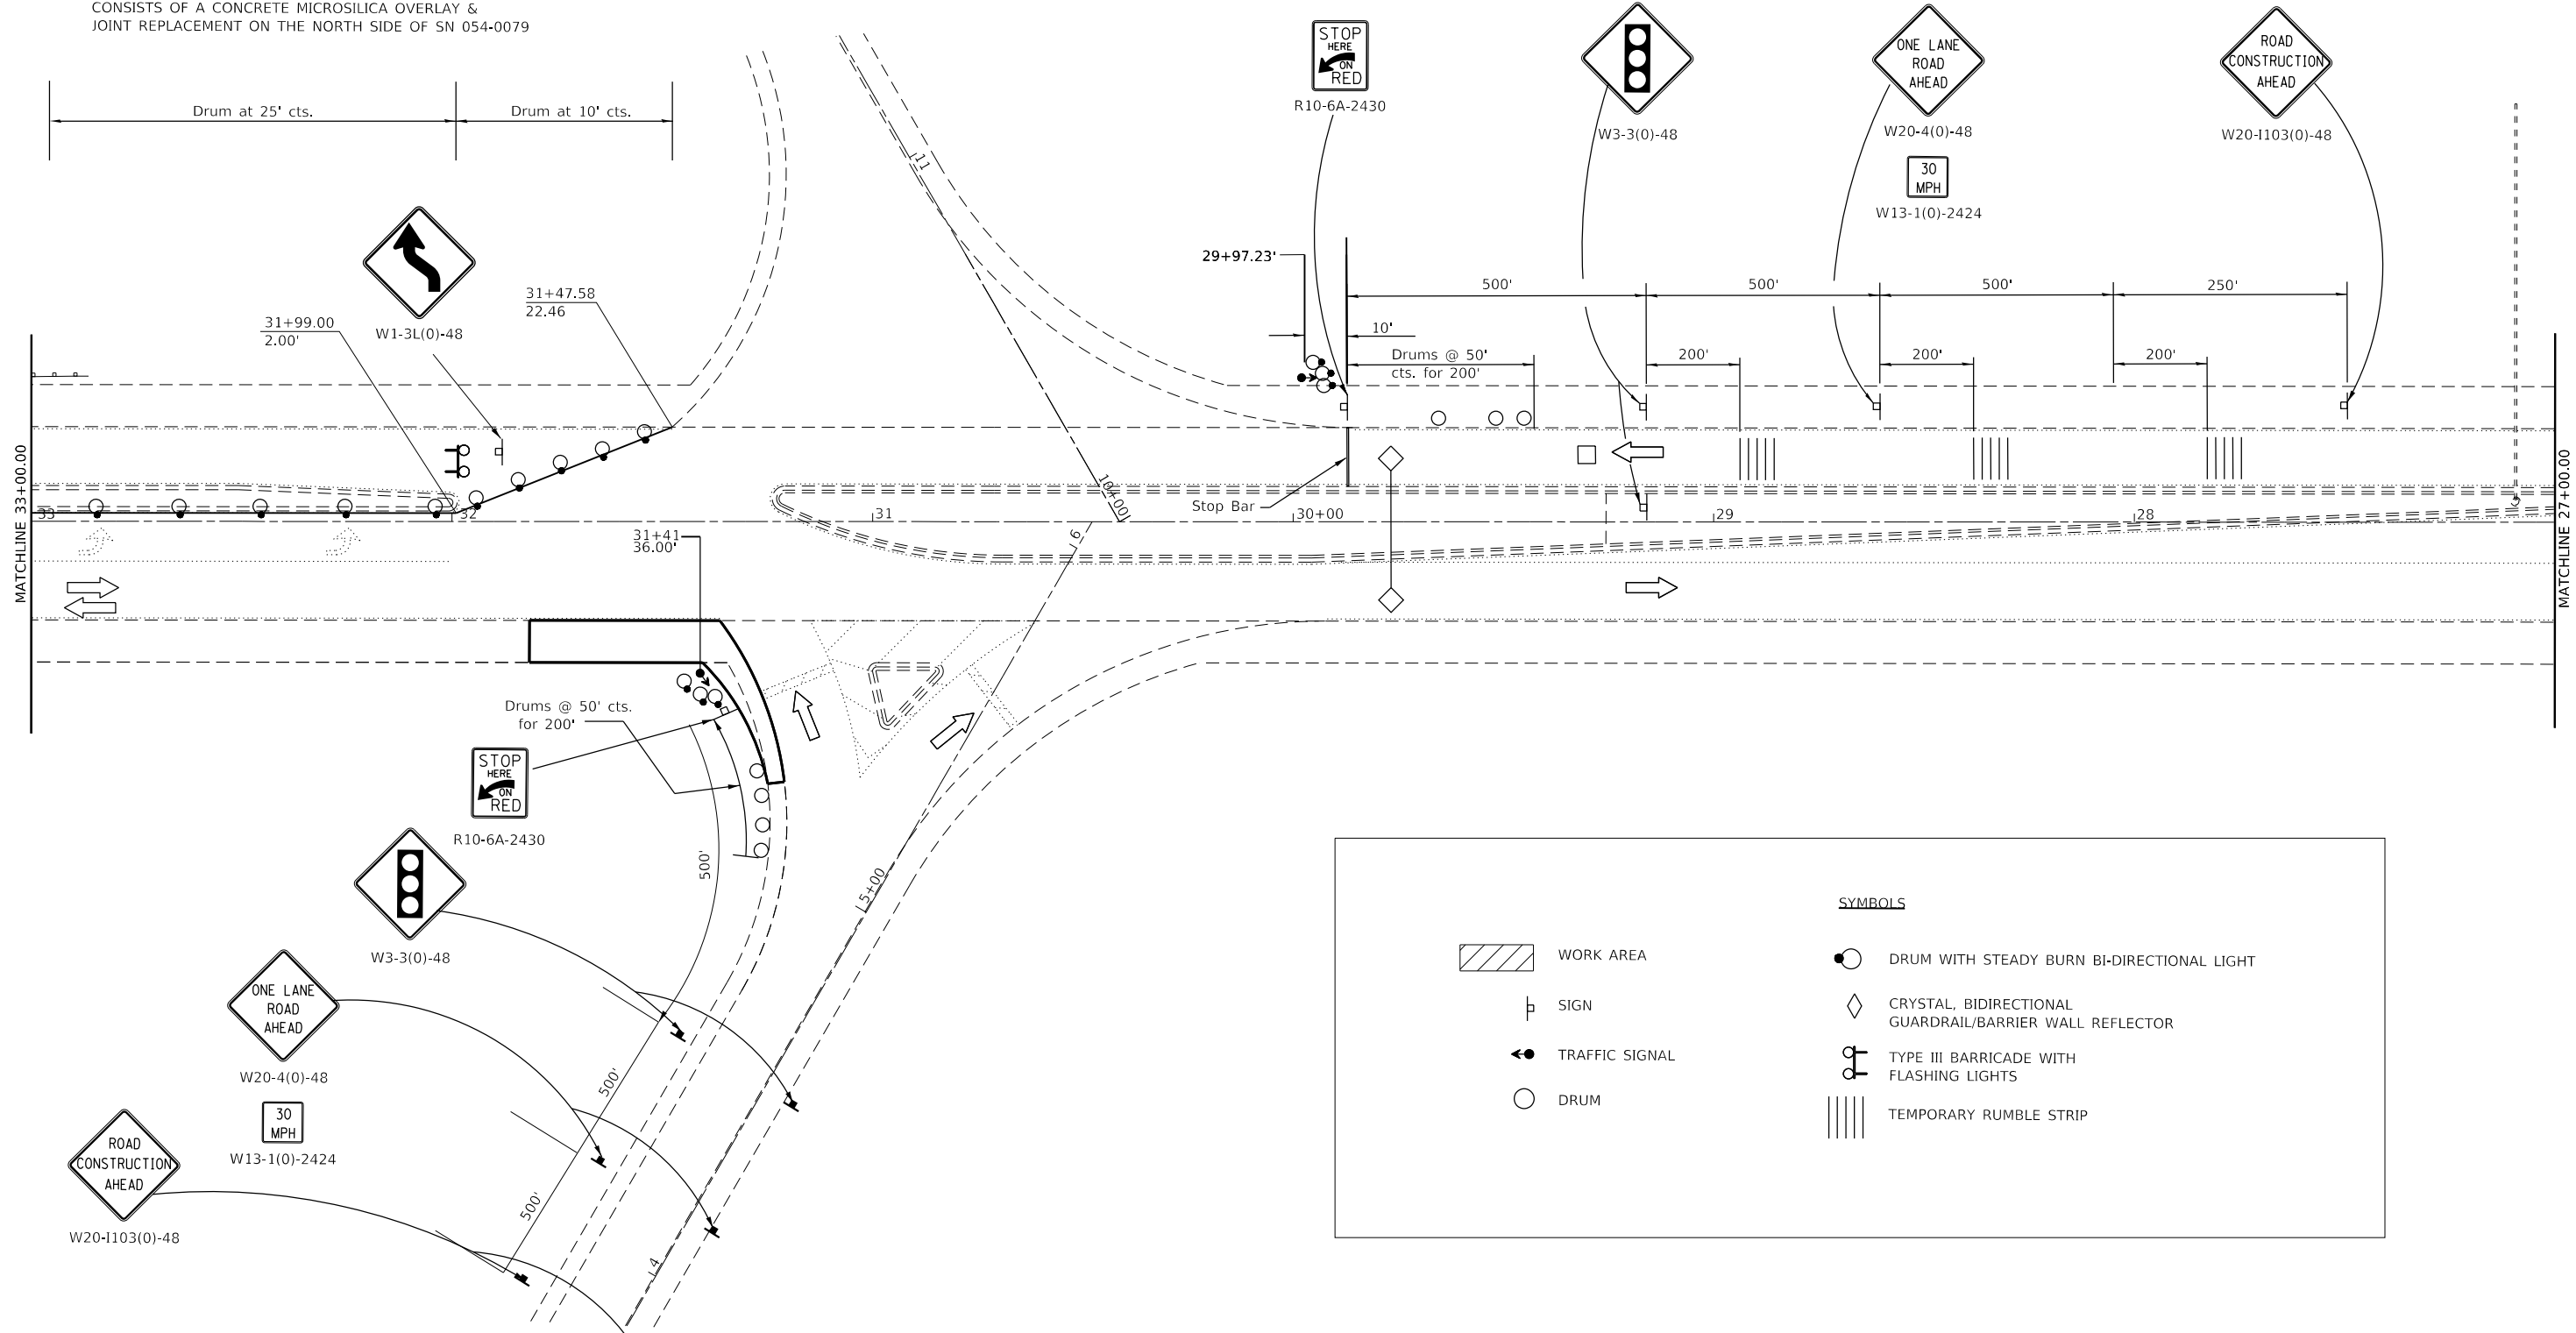 CONSISTS OF A CONCRETE MICROSILICA OVERLAY &
JOINT REPLACEMENT ON THE NORTH SIDE OF SN 054-0079
Drum at 25' cts.
Drum at 10' cts.
STOP
HERE
ON
RED
R10-6A-2430
W3-3(0)-48
ONE LANE
ROAD
AHEAD
W20-4(0)-48
30
MPH
W13-1(0)-2424
ROAD
CONSTRUCTION
AHEAD
W20-I103(0)-48
11
W1-3L(0)-48
31+47.58
22.46
31+99.00
2.00'
29+97.23'
500'
500'
500'
250'
10'
Drums @ 50'
cts. for 200'
200'
200'
200'
MATCHLINE 33+00.00
MATCHLINE 27+00.00
33
32
31
10+00
Stop Bar
30+00
29
28
6
31+41
36.00'
Drums @ 50' cts.
for 200'
STOP
HERE
ON
RED
R10-6A-2430
500'
5+00
W3-3(0)-48
ONE LANE
ROAD
AHEAD
W20-4(0)-48
30
MPH
W13-1(0)-2424
500'
ROAD
CONSTRUCTION
AHEAD
W20-I103(0)-48
500'
4
SYMBOLS
WORK AREA
SIGN
TRAFFIC SIGNAL
DRUM
DRUM WITH STEADY BURN BI-DIRECTIONAL LIGHT
CRYSTAL, BIDIRECTIONAL
GUARDRAIL/BARRIER WALL REFLECTOR
TYPE III BARRICADE WITH
FLASHING LIGHTS
TEMPORARY RUMBLE STRIP